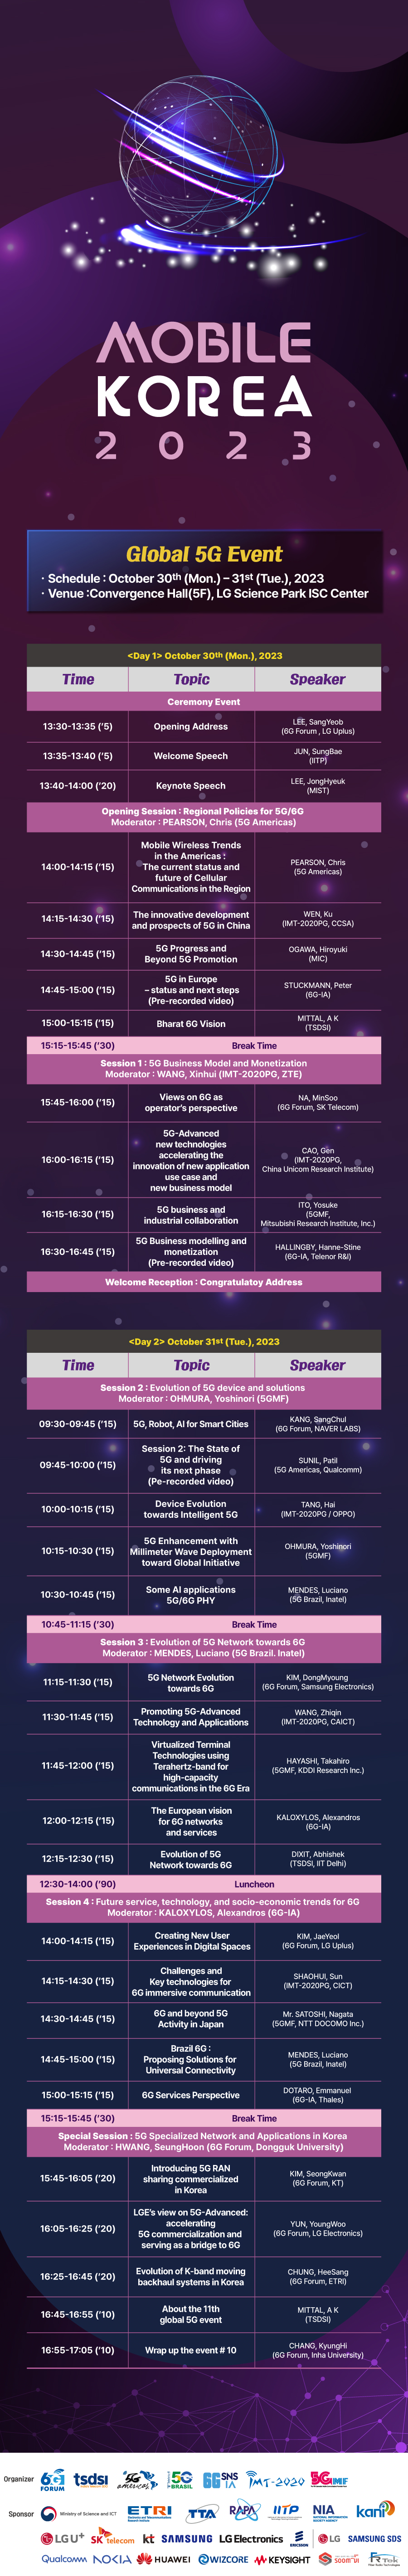 MOBILE
KOREA
2023
Global 5G Event
· Schedule : October 30th (Mon.) – 31st (Tue.), 2023
· Venue :Convergence Hall(5F), LG Science Park ISC Center
<Day 1> October 30th (Mon.), 2023
Time Topic Speaker
Ceremony Event
13:30-13:35 ('5) Opening Address LEE, SangYeob
(6G Forum , LG Uplus)
13:35-13:40 ('5) Welcome Speech JUN, SungBae
(IITP)
13:40-14:00 ('20) Keynote Speech LEE, JongHyeuk
(MIST)
Opening Session : Regional Policies for 5G/6G
Moderator : PEARSON, Chris (5G Americas)
14:00-14:15 ('15)
Mobile Wireless Trends
in the Americas :
The current status and
future of Cellular
Communications in the Region
PEARSON, Chris
(5G Americas)
14:15-14:30 ('15)
The innovative development
and prospects of 5G in China
WEN, Ku
(IMT-2020PG, CCSA)
14:30-14:45 ('15)
5G Progress and
Beyond 5G Promotion
OGAWA, Hiroyuki
(MIC)
14:45-15:00 ('15)
5G in Europe
– status and next steps
(Pre-recorded video)
STUCKMANN, Peter
(6G-IA)
15:00-15:15 ('15) Bharat 6G Vision MITTAL, A K
(TSDSI)
15:15-15:45 ('30) Break Time
Session 1 : 5G Business Model and Monetization
Moderator : WANG, Xinhui (IMT-2020PG, ZTE)
15:45-16:00 ('15)
Views on 6G as
operator's perspective
NA, MinSoo
(6G Forum, SK Telecom)
16:00-16:15 ('15)
5G-Advanced
new technologies
accelerating the
innovation of new application
use case and
new business model
CAO, Gen
(IMT-2020PG,
China Unicom Research Institute)
16:15-16:30 ('15)
5G business and
industrial collaboration
ITO, Yosuke
(5GMF,
Mitsubishi Research Institute, Inc.)
16:30-16:45 ('15)
5G Business modelling and
monetization
(Pre-recorded video)
HALLINGBY, Hanne-Stine
(6G-IA, Telenor R&I)
Welcome Reception : Congratulatoy Address
<Day 2> October 31st (Tue.), 2023
Time Topic Speaker
Session 2 : Evolution of 5G device and solutions
Moderator : OHMURA, Yoshinori (5GMF)
09:30-09:45 ('15) 5G, Robot, AI for Smart Cities KANG, SangChul
(6G Forum, NAVER LABS)
09:45-10:00 ('15)
Session 2: The State of
5G and driving
its next phase
(Pe-recorded video)
SUNIL, Patil
(5G Americas, Qualcomm)
10:00-10:15 ('15)
Device Evolution
towards Intelligent 5G
TANG, Hai
(IMT-2020PG / OPPO)
10:15-10:30 ('15)
5G Enhancement with
Millimeter Wave Deployment
toward Global Initiative
OHMURA, Yoshinori
(5GMF)
10:30-10:45 ('15)
Some AI applications
5G/6G PHY
MENDES, Luciano
(5G Brazil, Inatel)
10:45-11:15 ('30) Break Time
Session 3 : Evolution of 5G Network towards 6G
Moderator : MENDES, Luciano (5G Brazil. Inatel)
11:15-11:30 ('15)
5G Network Evolution
towards 6G
KIM, DongMyoung
(6G Forum, Samsung Electronics)
11:30-11:45 ('15)
Promoting 5G-Advanced
Technology and Applications
WANG, Zhiqin
(IMT-2020PG, CAICT)
11:45-12:00 ('15)
Virtualized Terminal
Technologies using
Terahertz-band for
high-capacity
communications in the 6G Era
HAYASHI, Takahiro
(5GMF, KDDI Research Inc.)
12:00-12:15 ('15)
The European vision
for 6G networks
and services
KALOXYLOS, Alexandros
(6G-IA)
12:15-12:30 ('15)
Evolution of 5G
Network towards 6G
DIXIT, Abhishek
(TSDSI, IIT Delhi)
12:30-14:00 ('90) Luncheon
Session 4 : Future service, technology, and socio-economic trends for 6G
Moderator : KALOXYLOS, Alexandros (6G-IA)
14:00-14:15 ('15)
Creating New User
Experiences in Digital Spaces
KIM, JaeYeol
(6G Forum, LG Uplus)
14:15-14:30 ('15)
Challenges and
Key technologies for
6G immersive communication
SHAOHUI, Sun
(IMT-2020PG, CICT)
14:30-14:45 ('15)
6G and beyond 5G
Activity in Japan
Mr. SATOSHI, Nagata
(5GMF, NTT DOCOMO Inc.)
14:45-15:00 ('15)
Brazil 6G :
Proposing Solutions for
Universal Connectivity
MENDES, Luciano
(5G Brazil, Inatel)
15:00-15:15 ('15) 6G Services Perspective DOTARO, Emmanuel
(6G-IA, Thales)
15:15-15:45 ('30) Break Time
Special Session : 5G Specialized Network and Applications in Korea
Moderator : HWANG, SeungHoon (6G Forum, Dongguk University)
15:45-16:05 ('20)
Introducing 5G RAN
sharing commercialized
in Korea
KIM, SeongKwan
(6G Forum, KT)
16:05-16:25 ('20)
LGE's view on 5G-Advanced:
accelerating
5G commercialization and
serving as a bridge to 6G
YUN, YoungWoo
(6G Forum, LG Electronics)
16:25-16:45 ('20)
Evolution of K-band moving
backhaul systems in Korea
CHUNG, HeeSang
(6G Forum, ETRI)
16:45-16:55 ('10)
About the 11th
global 5G event
MITTAL, A K
(TSDSI)
16:55-17:05 ('10) Wrap up the event # 10 CHANG, KyungHi
(6G Forum, Inha University)
Organizer 6G FORUM tsdsi 5G americas 5G BRASIL 6G SNS IA IMT-2020 5GMF
Sponsor Ministry of Science and ICT ETRI TTA RAPA IITP NIA kani
LG U+ SK telecom kt SAMSUNG LG Electronics ERICSSON LG SAMSUNG SDS
Qualcomm NOKIA HUAWEI WIZCORE KEYSIGHT FRTek